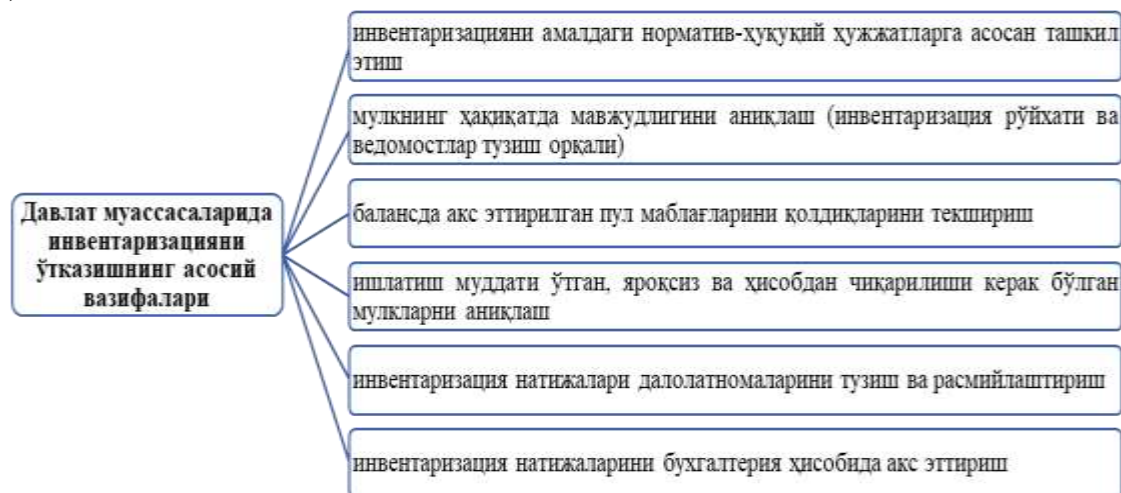 инвентаризацияни амалдаги норматив-ҳуқуқий ҳужжатларга асосан ташкил
этиш
мулкнинг ҳақиқатда мавжудлигини аниқлаш (инвентаризация рўйхати ва
ведомостлар тузиш орқали)
Давлат муассасаларида
инвентаризацияни
ўтказишнинг асосий
вазифалари
балансда акс эттирилган пул маблағларини қолдиқларини текшириш
ишлатиш муддати ўтган, яроқсиз ва ҳисобдан чиқарилиши керак бўлган
мулкларни аниқлаш
инвентаризация натижалари далолатномаларини тузиш ва расмийлаштириш
инвентаризация натижаларини бухгалтерия ҳисобида акс эттириш